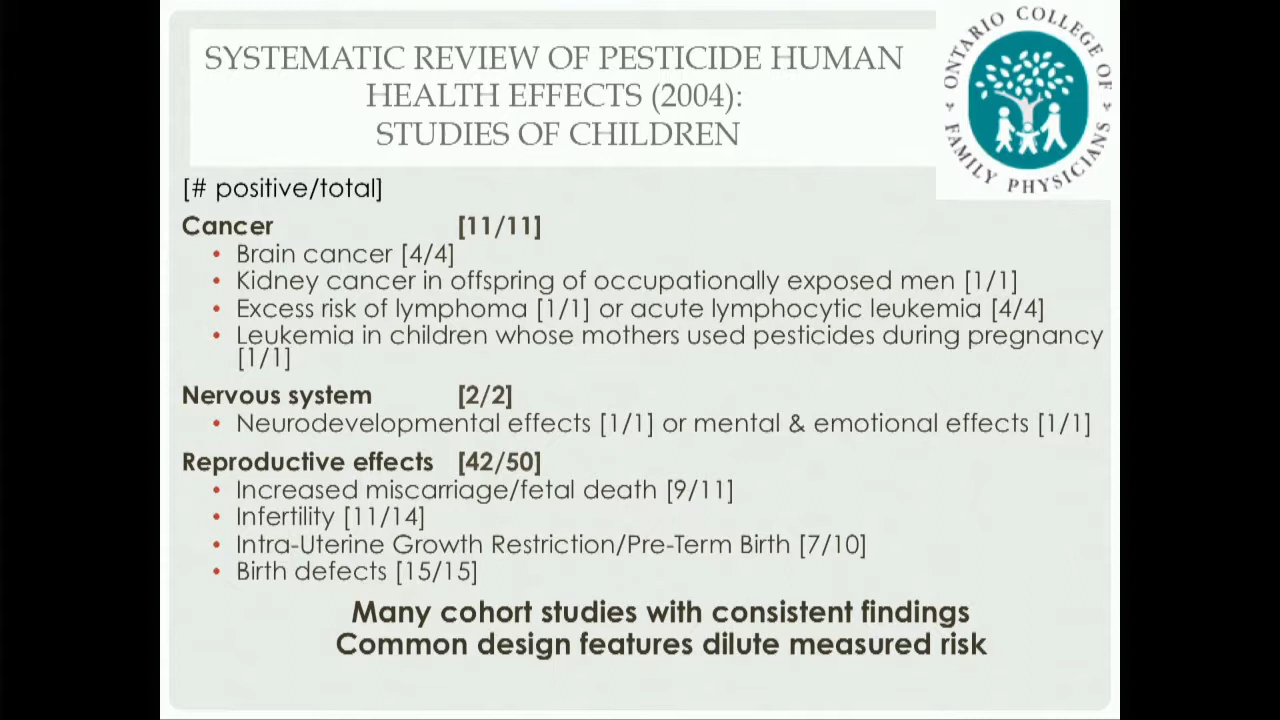 SYSTEMATIC REVIEW OF PESTICIDE HUMAN
HEALTH EFFECTS (2004):
STUDIES OF CHILDREN
ONTARIO COLLEGE OF
FAMILY PHYSICIANS
[# positive/total]
Cancer [11/11]
• Brain cancer [4/4]
• Kidney cancer in offspring of occupationally exposed men [1/1]
• Excess risk of lymphoma [1/1] or acute lymphocytic leukemia [4/4]
• Leukemia in children whose mothers used pesticides during pregnancy
[1/1]
Nervous system [2/2]
• Neurodevelopmental effects [1/1] or mental & emotional effects [1/1]
Reproductive effects [42/50]
• Increased miscarriage/fetal death [9/11]
• Infertility [11/14]
• Intra-Uterine Growth Restriction/Pre-Term Birth [7/10]
• Birth defects [15/15]
Many cohort studies with consistent findings
Common design features dilute measured risk